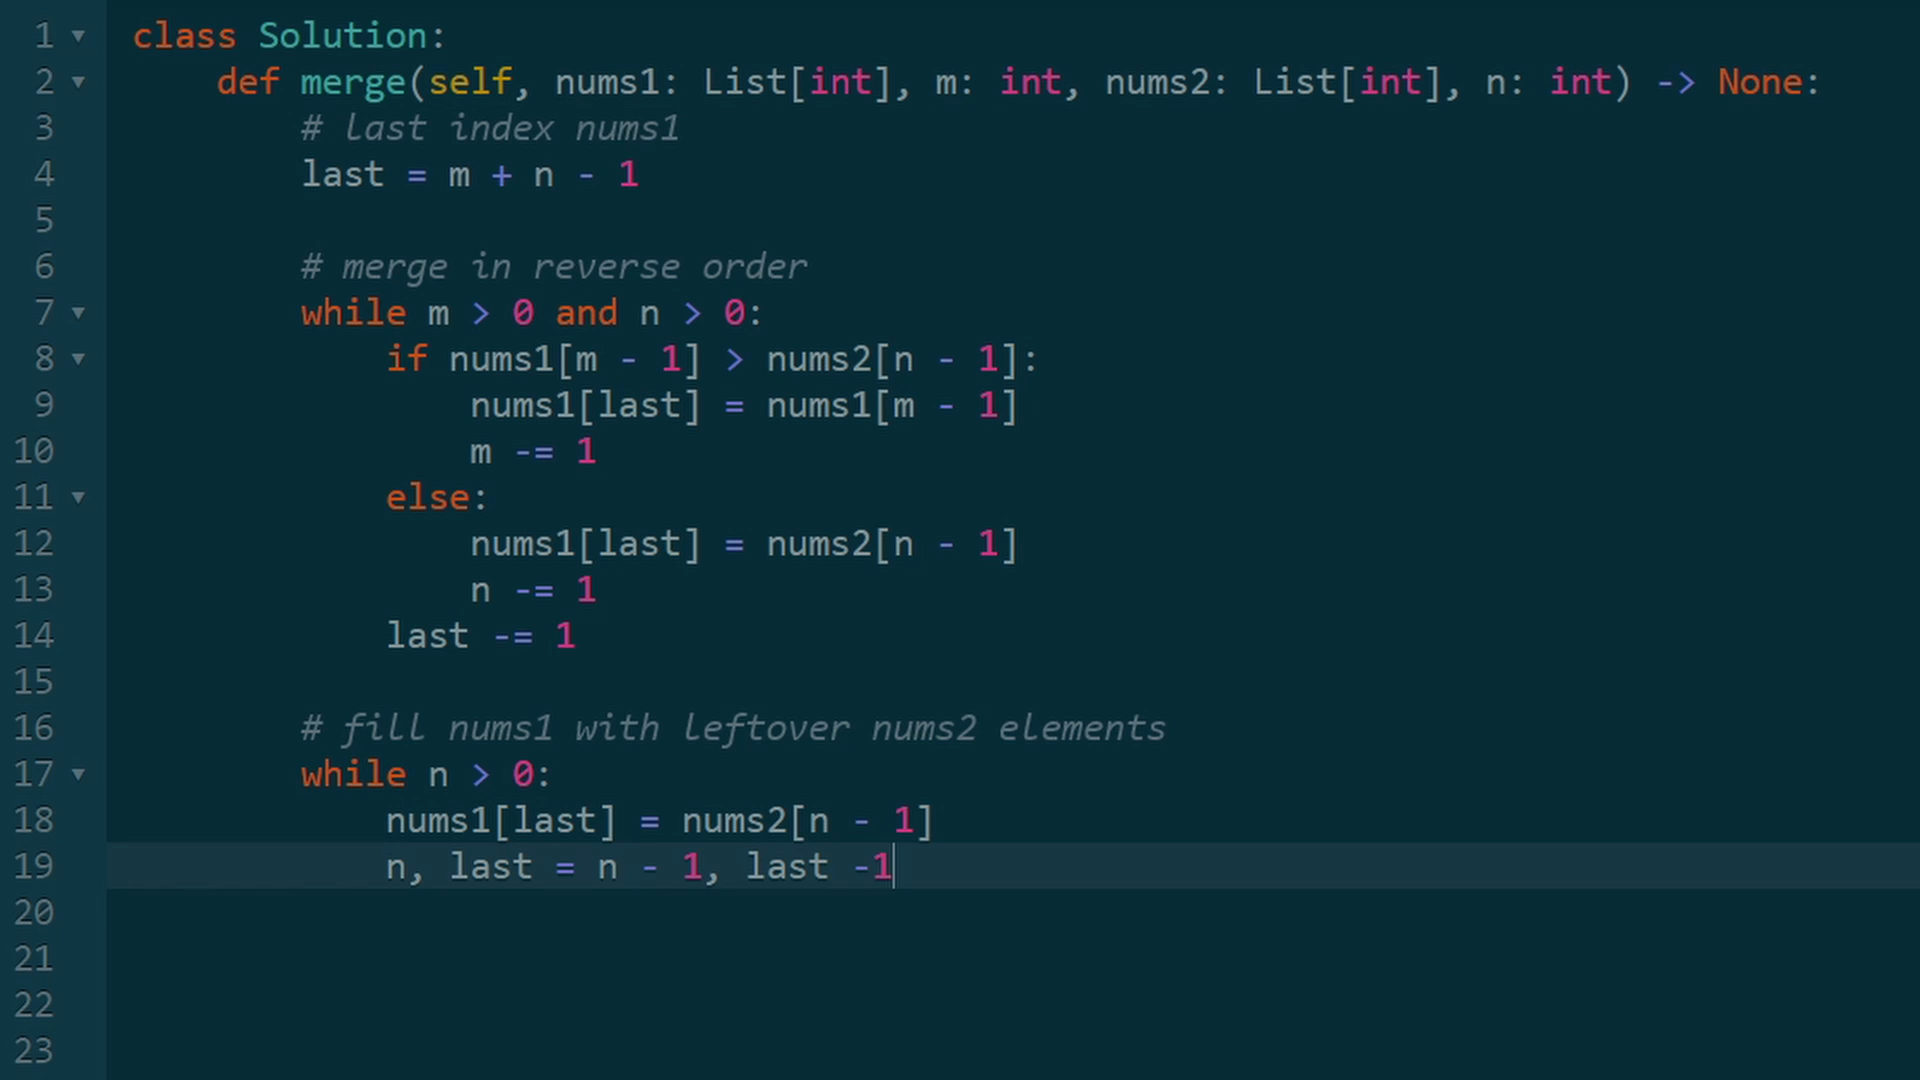 1 class Solution:
2 def merge(self, nums1: List[int], m: int, nums2: List[int], n: int) -> None:
3 # last index nums1
4 last = m + n - 1
5
6 # merge in reverse order
7 while m > 0 and n > 0:
8 if nums1[m - 1] > nums2[n - 1]:
9 nums1[last] = nums1[m - 1]
10 m -= 1
11 else:
12 nums1[last] = nums2[n - 1]
13 n -= 1
14 last -= 1
15
16 # fill nums1 with leftover nums2 elements
17 while n > 0:
18 nums1[last] = nums2[n - 1]
19 n, last = n - 1, last -1
20
21
22
23